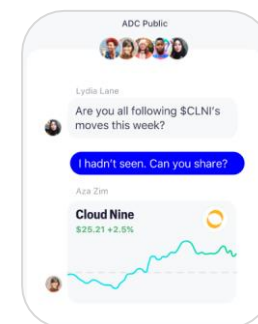 ADC Public
Lydia Lane
Are you all following $CLNI's
moves this week?
I hadn't seen. Can you share?
Aza Zim
Cloud Nine
$25.21 +2.5%